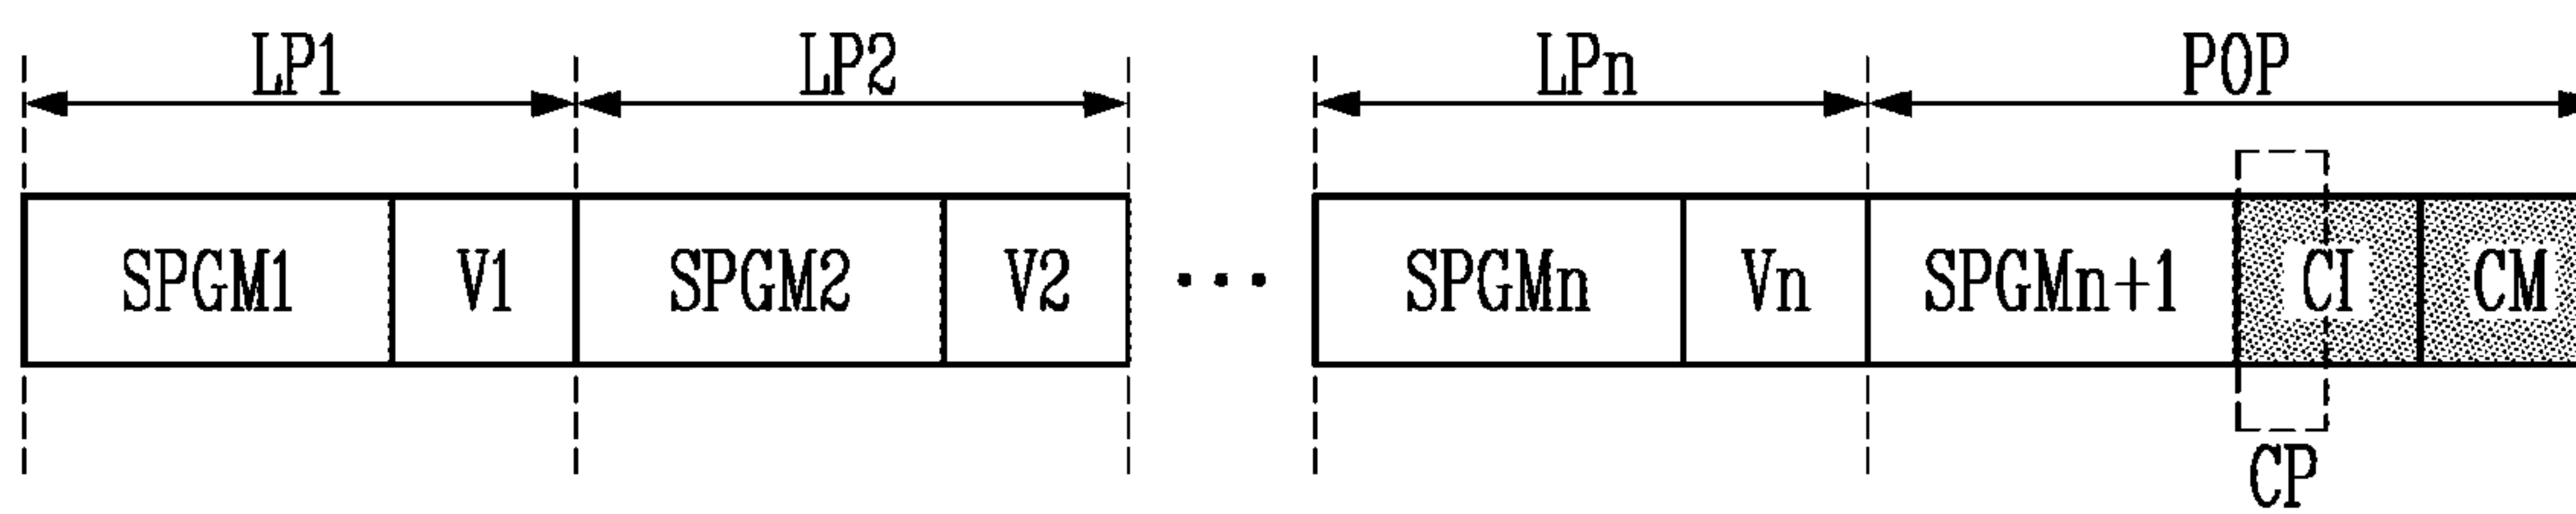 LP1 LP2 LPn POP
SPGM1 V1 SPGM2 V2 ... SPGMn Vn SPGMn+1 CI CM
CP